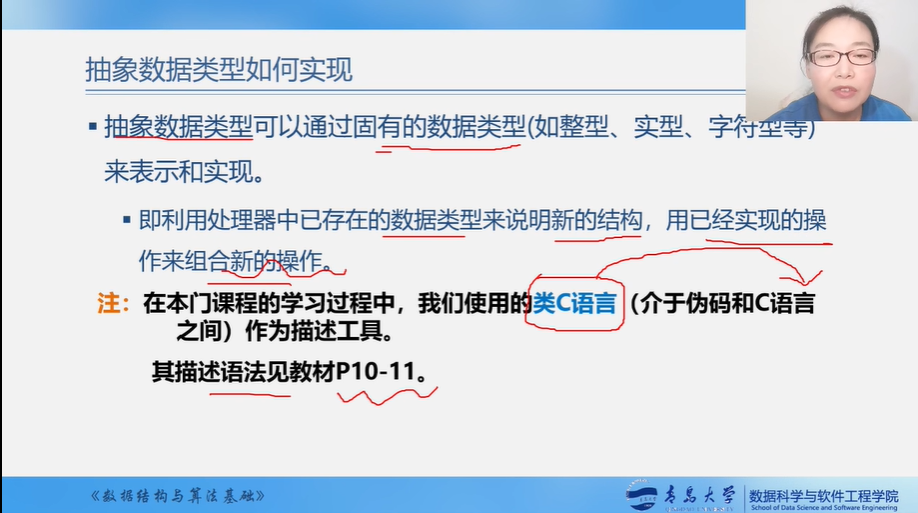 抽象数据类型如何实现
▪ 抽象数据类型可以通过固有的数据类型(如整型、实型、字符型等)
来表示和实现。
▪ 即利用处理器中已存在的数据类型来说明新的结构，用已经实现的操
作来组合新的操作。
注：在本门课程的学习过程中，我们使用的类C语言（介于伪码和C语言
之间）作为描述工具。
其描述语法见教材P10-11。
《数据结构与算法基础》
青岛大学
数据科学与软件工程学院
School of Data Science and Software Engineering